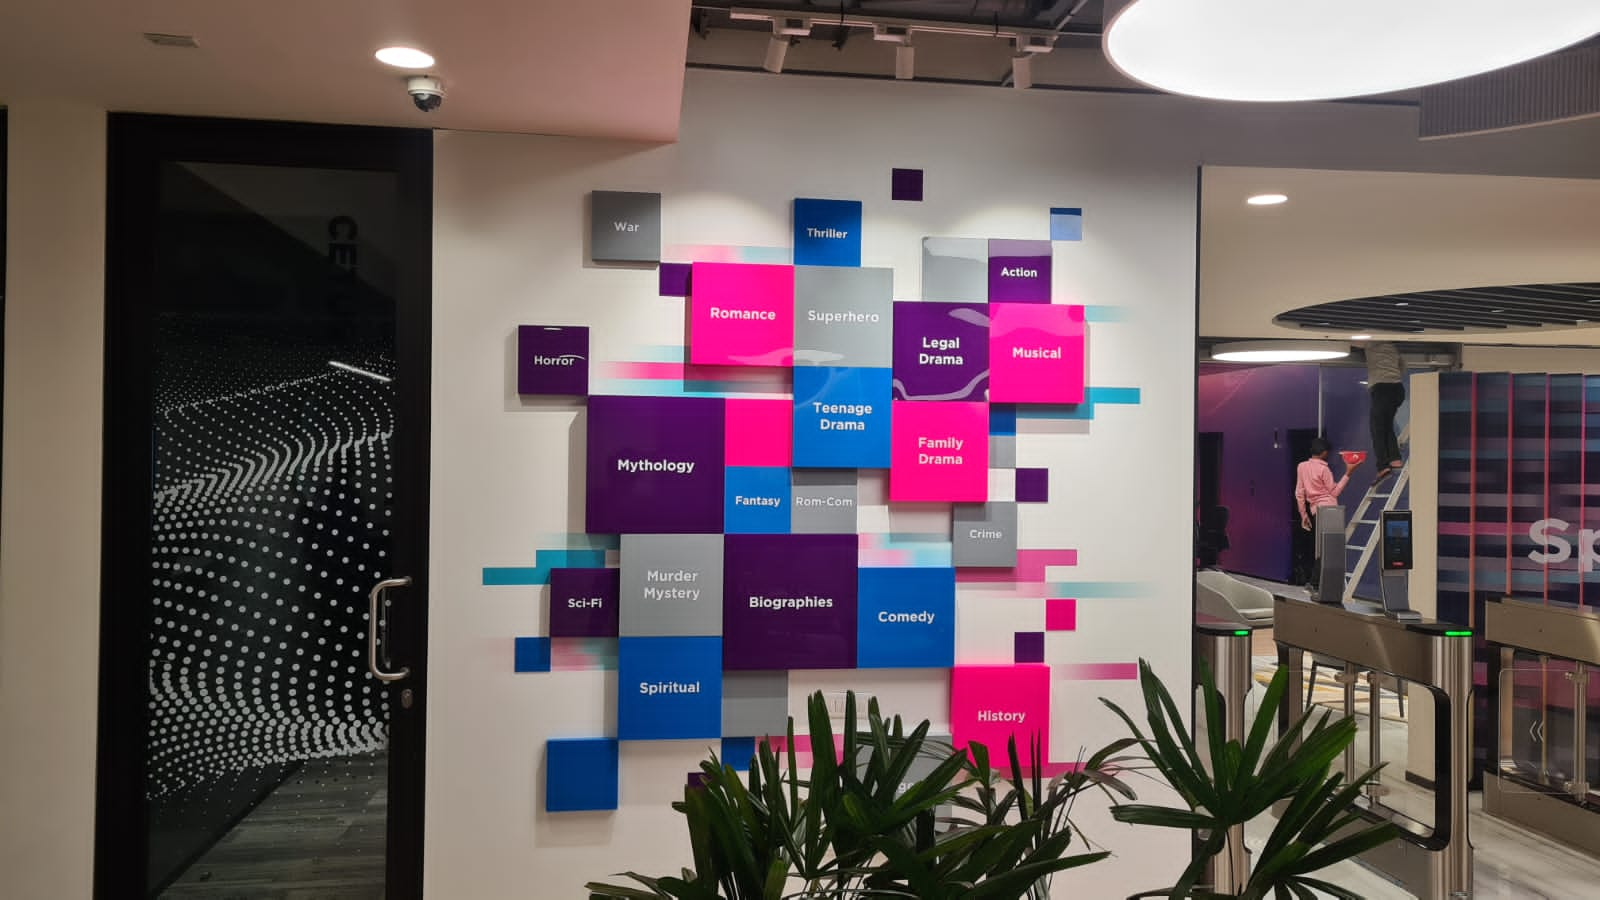 War
Thriller
Action
Romance
Superhero
Legal
Drama
Musical
Horror
Teenage
Drama
Family
Drama
Mythology
Fantasy
Rom-Com
Crime
Murder
Mystery
Sci-Fi
Biographies
Comedy
Spiritual
History
Sp